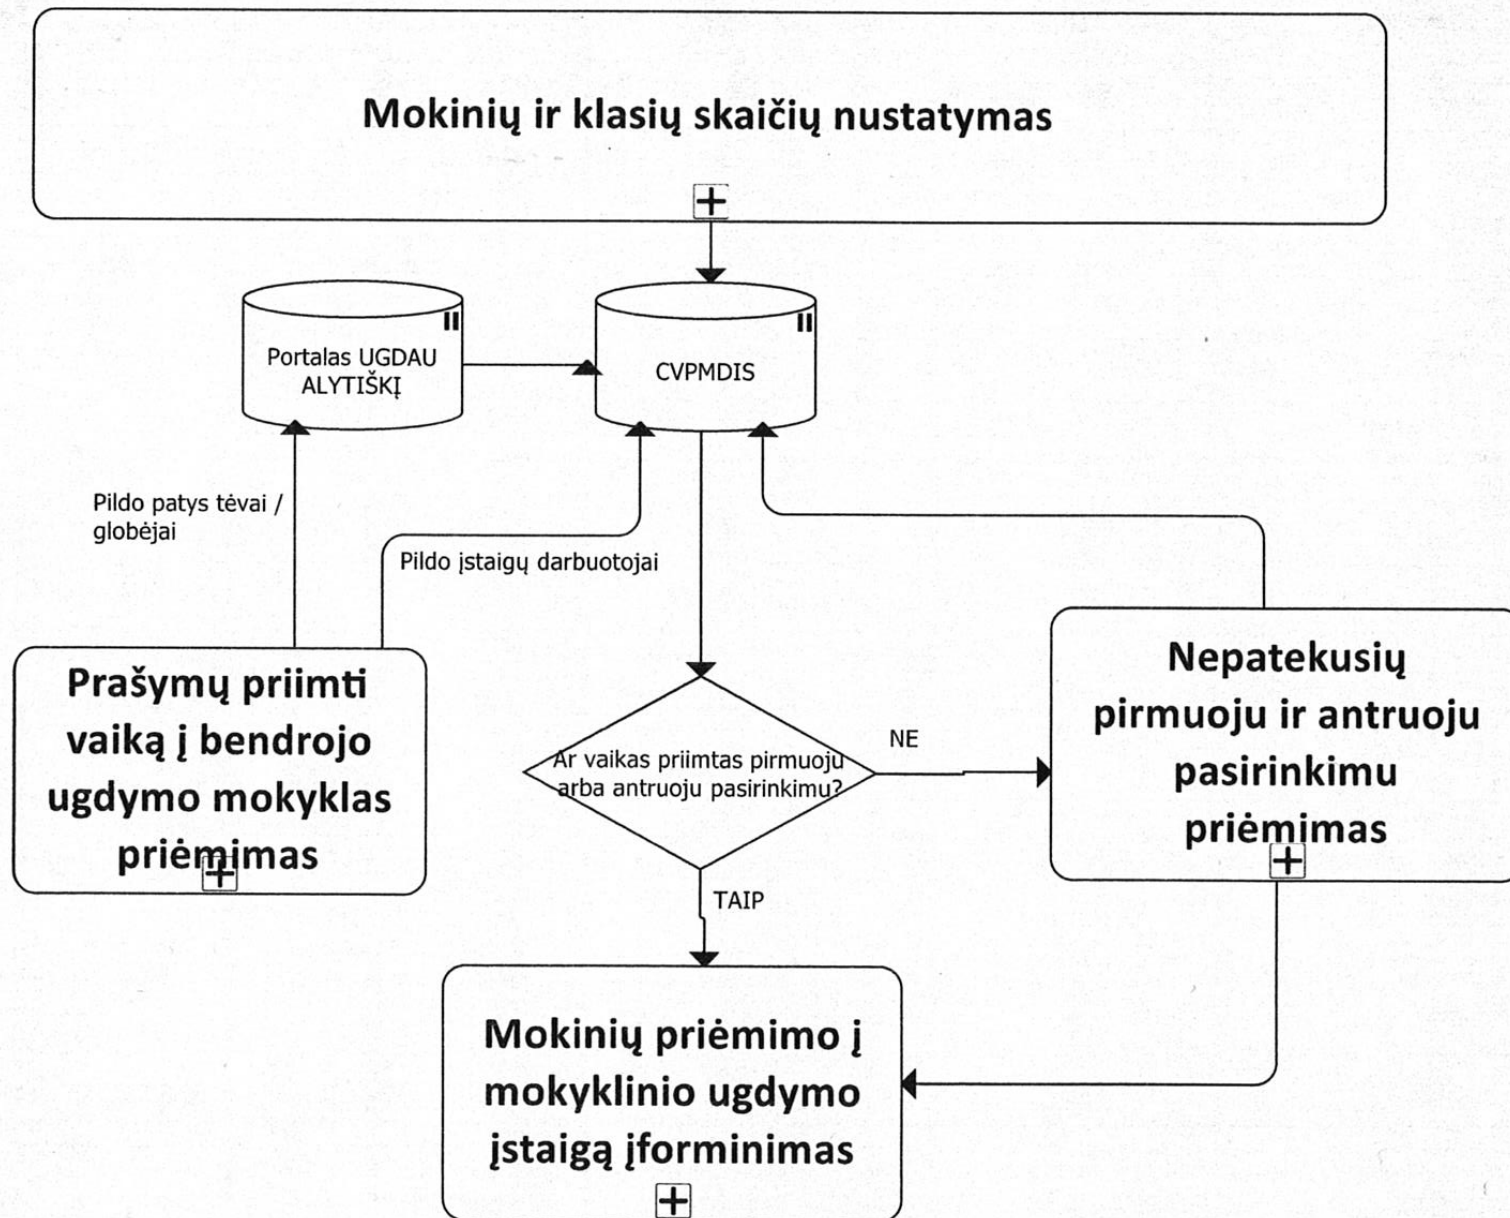 Mokinių ir klasių skaičių nustatymas
Portalas UGDAU
ALYTIŠKĮ
CVPMDIS
Pildo patys tėvai /
globėjai
Pildo įstaigų darbuotojai
Prašymų priimti
vaiką į bendrojo
ugdymo mokyklas
priėmimas
Ar vaikas priimtas pirmuoju
arba antruoju pasirinkimu?
NE
Nepatekusių
pirmuoju ir antruoju
pasirinkimu
priėmimas
TAIP
Mokinių priėmimo į
mokyklinio ugdymo
įstaigą įforminimas